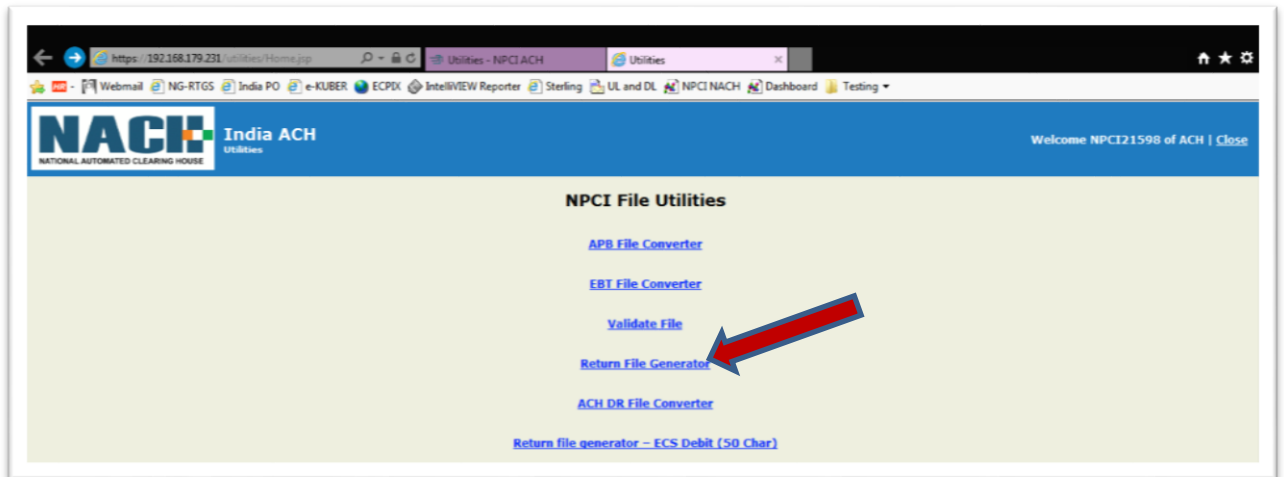 https://192.168.179.231/utilities/Home.jsp
Utilities - NPCI ACH
Utilities
Webmail NG-RTGS India PO e-KUBER ECPIX IntelliVIEW Reporter Sterling UL and DL NPCI NACH Dashboard Testing
NACH
NATIONAL AUTOMATED CLEARING HOUSE
India ACH
Utilities
Welcome NPCI21598 of ACH | Close
NPCI File Utilities
APB File Converter
EBT File Converter
Validate File
Return File Generator
ACH DR File Converter
Return file generator – ECS Debit (50 Char)